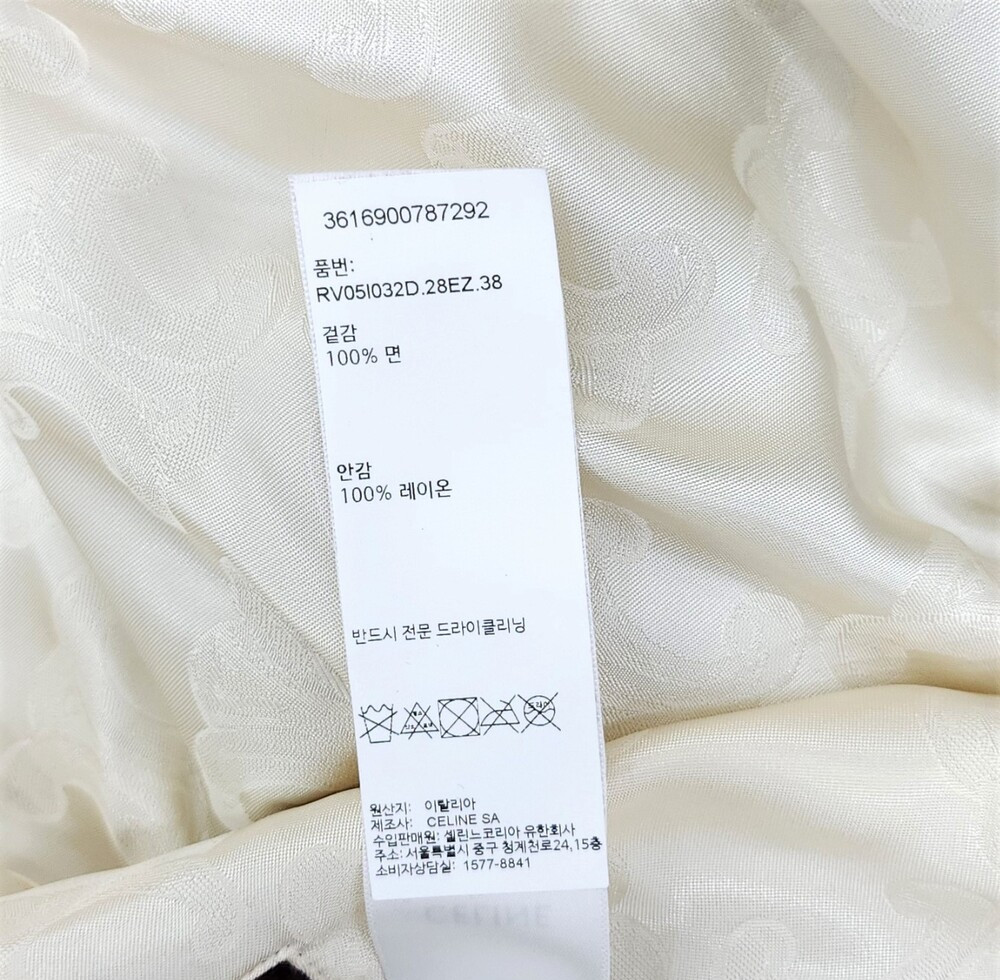 3616900787292
품번:
RV05I032D.28EZ.38
겉감
100% 면
안감
100% 레이온
반드시 전문 드라이클리닝
드라이
원산지: 이탈리아
제조사: CELINE SA
수입판매원: 셀린느코리아 유한회사
주소: 서울특별시 중구 청계천로24,15층
소비자상담실: 1577-8841
CELINE